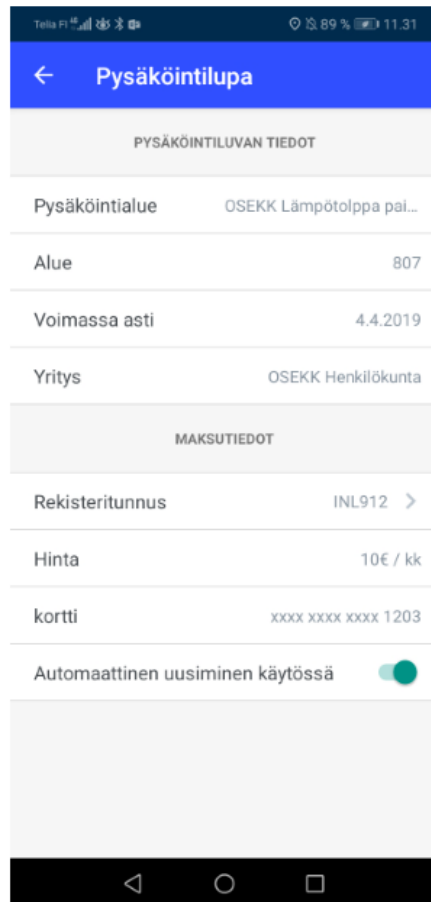 Telia FI 4G 89 % 11.31
Pysäköintilupa
PYSÄKÖINTILUVAN TIEDOT
Pysäköintialue OSEKK Lämpötolppa pai...
Alue 807
Voimassa asti 4.4.2019
Yritys OSEKK Henkilökunta
MAKSUTIEDOT
Rekisteritunnus INL912
Hinta 10€ / kk
kortti xxxx xxxx xxxx 1203
Automaattinen uusiminen käytössä